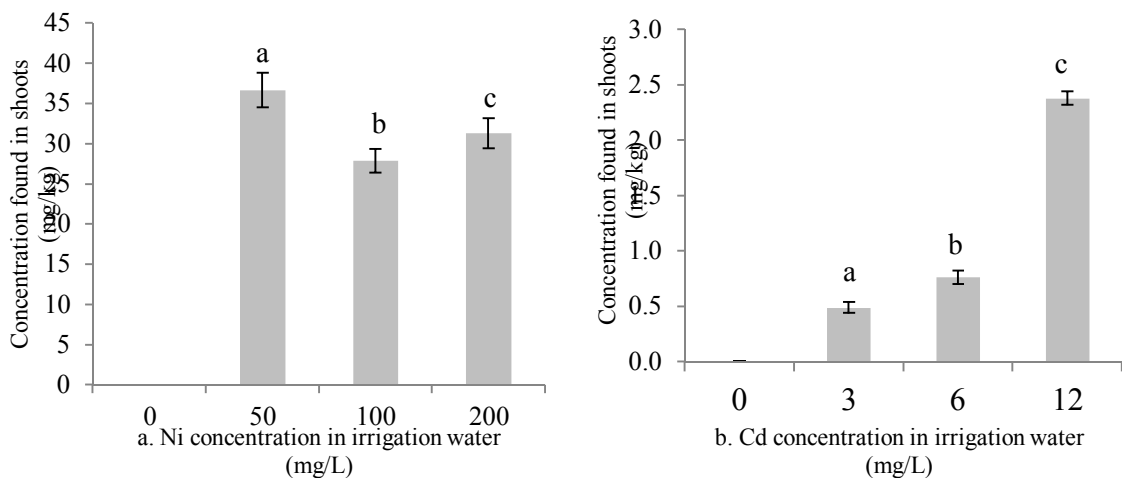 Concentration found in shoots
(mg/kg)
45
40
35
30
25
20
15
10
5
0
a
b
c
0 50 100 200
a. Ni concentration in irrigation water
(mg/L)
Concentration found in shoots
(mg/kg)
3.0
2.5
2.0
1.5
1.0
0.5
0.0
a
b
c
0 3 6 12
b. Cd concentration in irrigation water
(mg/L)